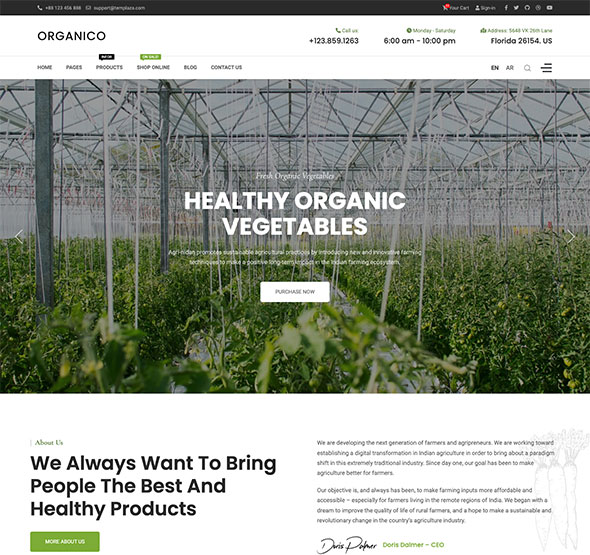 +88 123 456 888 support@templaza.com Your Cart Sign-in
ORGANICO
Call us: Monday - Saturday Address: 5648 VK 26th Lane
+123.859.1263 6:00 am - 10:00 pm Florida 26154. US
HOT ON SALE!
HOME PAGES PRODUCTS SHOP ONLINE BLOG CONTACT US EN AR
Fresh Organic Vegetables
HEALTHY ORGANIC
VEGETABLES
Agri-nidan promotes sustainable agricultural practices by introducing new and innovative farming
techniques to make a positive long-term impact in the Indian farming ecosystem.
PURCHASE NOW
About Us
We Always Want To Bring
People The Best And
Healthy Products
MORE ABOUT US
We are developing the next generation of farmers and agripreneurs. We are working toward
establishing a digital transformation in Indian agriculture in order to bring about a paradigm
shift in this extremely traditional industry. Since day one, our goal has been to make
agriculture better for farmers.
Our objective is, and always has been, to make farming inputs more affordable and
accessible – especially for farmers living in the remote regions of India. We began with a
dream to improve the quality of life of rural farmers, and a hope to make a sustainable and
revolutionary change in the country's agriculture industry.
Doris Dalmer Doris Dalmer – CEO